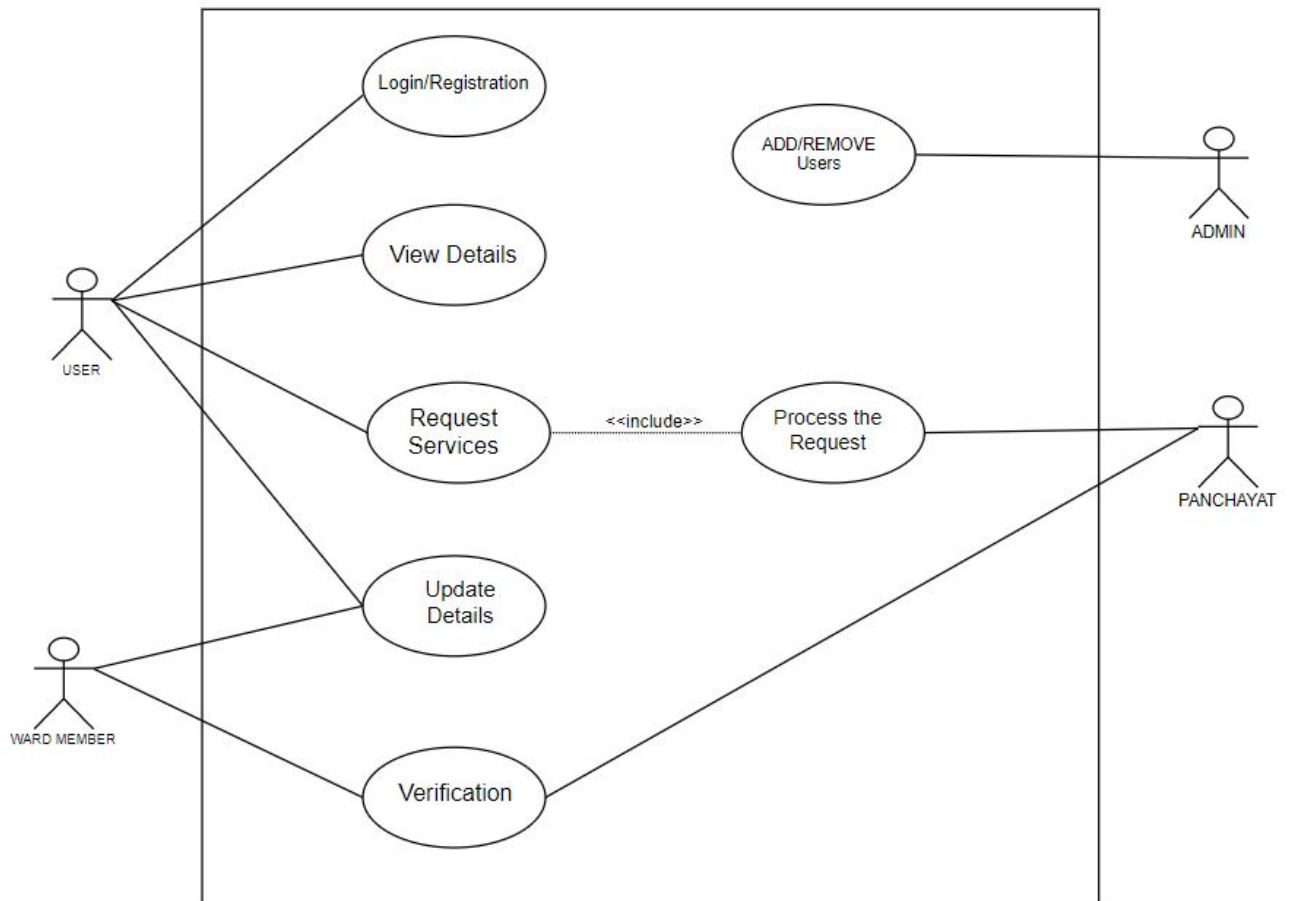 Login/Registration
ADD/REMOVE
Users
ADMIN
View Details
USER
Request
Services
<<include>>
Process the
Request
PANCHAYAT
Update
Details
WARD MEMBER
Verification